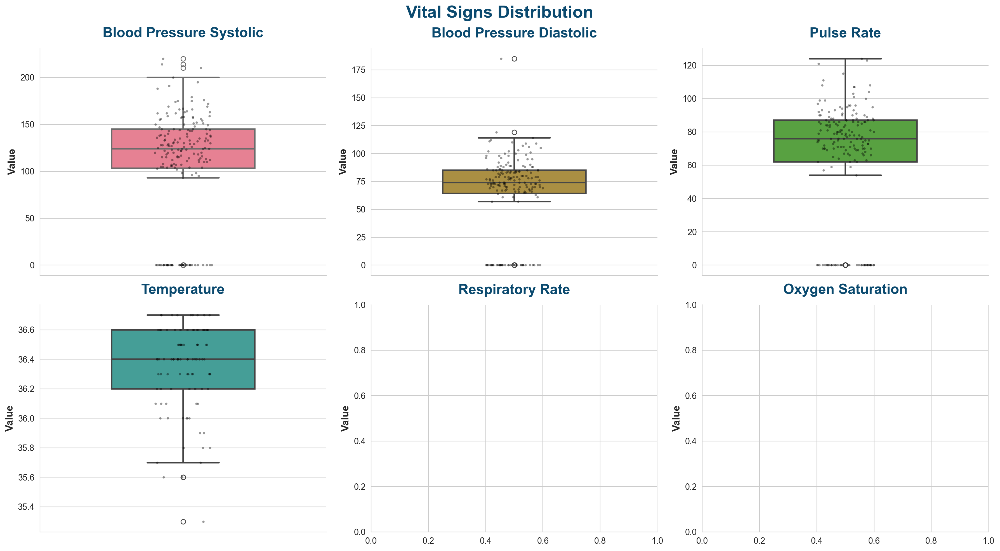 Vital Signs Distribution
Blood Pressure Systolic
Blood Pressure Diastolic
Pulse Rate
Value
200
150
100
50
0
Value
175
150
125
100
75
50
25
0
Value
120
100
80
60
40
20
0
Temperature
Respiratory Rate
Oxygen Saturation
Value
36.6
36.4
36.2
36.0
35.8
35.6
35.4
Value
1.0
0.8
0.6
0.4
0.2
0.0
0.0 0.2 0.4 0.6 0.8 1.0
Value
1.0
0.8
0.6
0.4
0.2
0.0
0.0 0.2 0.4 0.6 0.8 1.0